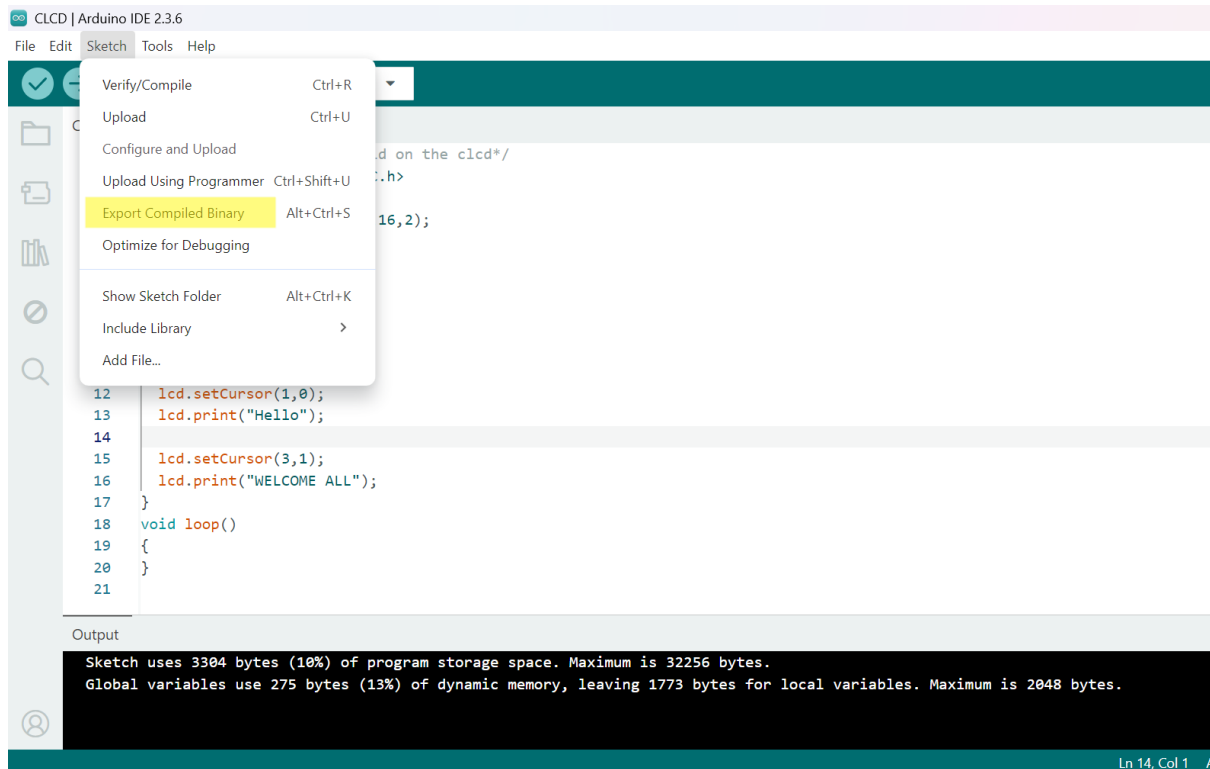 CLCD | Arduino IDE 2.3.6
File Edit Sketch Tools Help
Verify/Compile Ctrl+R
Upload Ctrl+U
Configure and Upload
Upload Using Programmer Ctrl+Shift+U
Export Compiled Binary Alt+Ctrl+S
Optimize for Debugging
Show Sketch Folder Alt+Ctrl+K
Include Library
Add File...
on the clcd*/
.h>
16,2);
12 lcd.setCursor(1,0);
13 lcd.print("Hello");
14
15 lcd.setCursor(3,1);
16 lcd.print("WELCOME ALL");
17 }
18 void loop()
19 {
20 }
21
Output
Sketch uses 3304 bytes (10%) of program storage space. Maximum is 32256 bytes.
Global variables use 275 bytes (13%) of dynamic memory, leaving 1773 bytes for local variables. Maximum is 2048 bytes.
Ln 14, Col 1